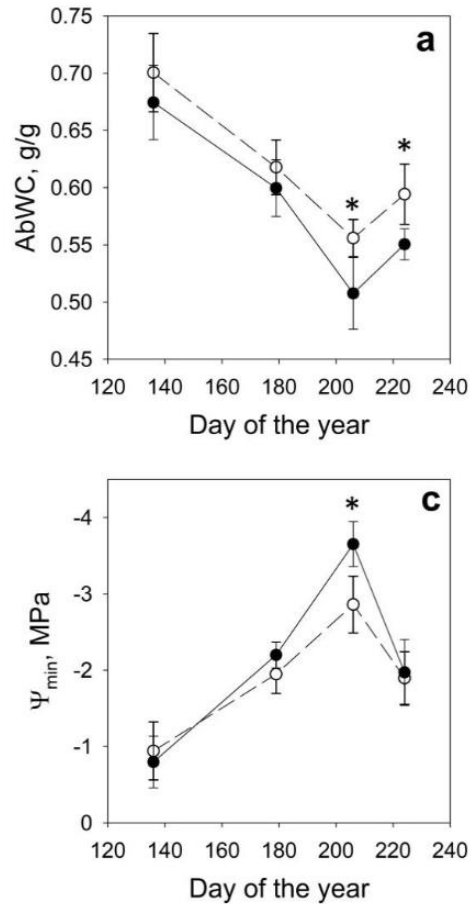 a
0.75
0.70
0.65
0.60
0.55
0.50
0.45
AbWC, g/g
*
*
120 140 160 180 200 220 240
Day of the year
c
-4
-3
-2
-1
0
Ψmin, MPa
*
120 140 160 180 200 220 240
Day of the year